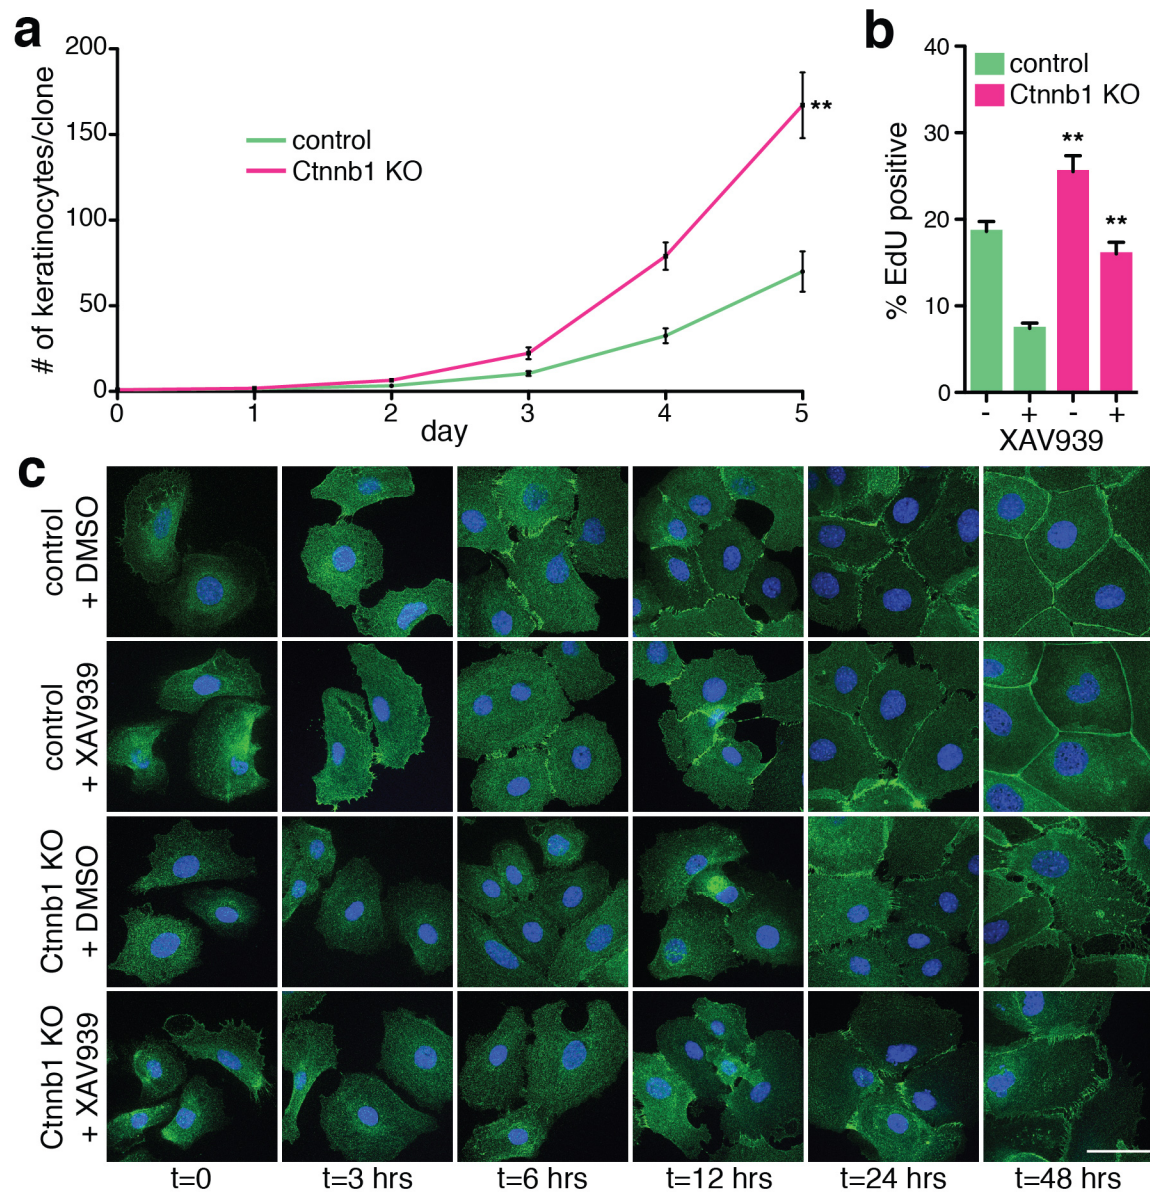 a
200
150
100
50
0
# of keratinocytes/clone
control
Ctnnb1 KO
**
0 1 2 3 4 5
day
b
40
30
20
10
0
% EdU positive
control
Ctnnb1 KO
**
**
- + - +
XAV939
c
control
+ DMSO
control
+ XAV939
Ctnnb1 KO
+ DMSO
Ctnnb1 KO
+ XAV939
t=0 t=3 hrs t=6 hrs t=12 hrs t=24 hrs t=48 hrs